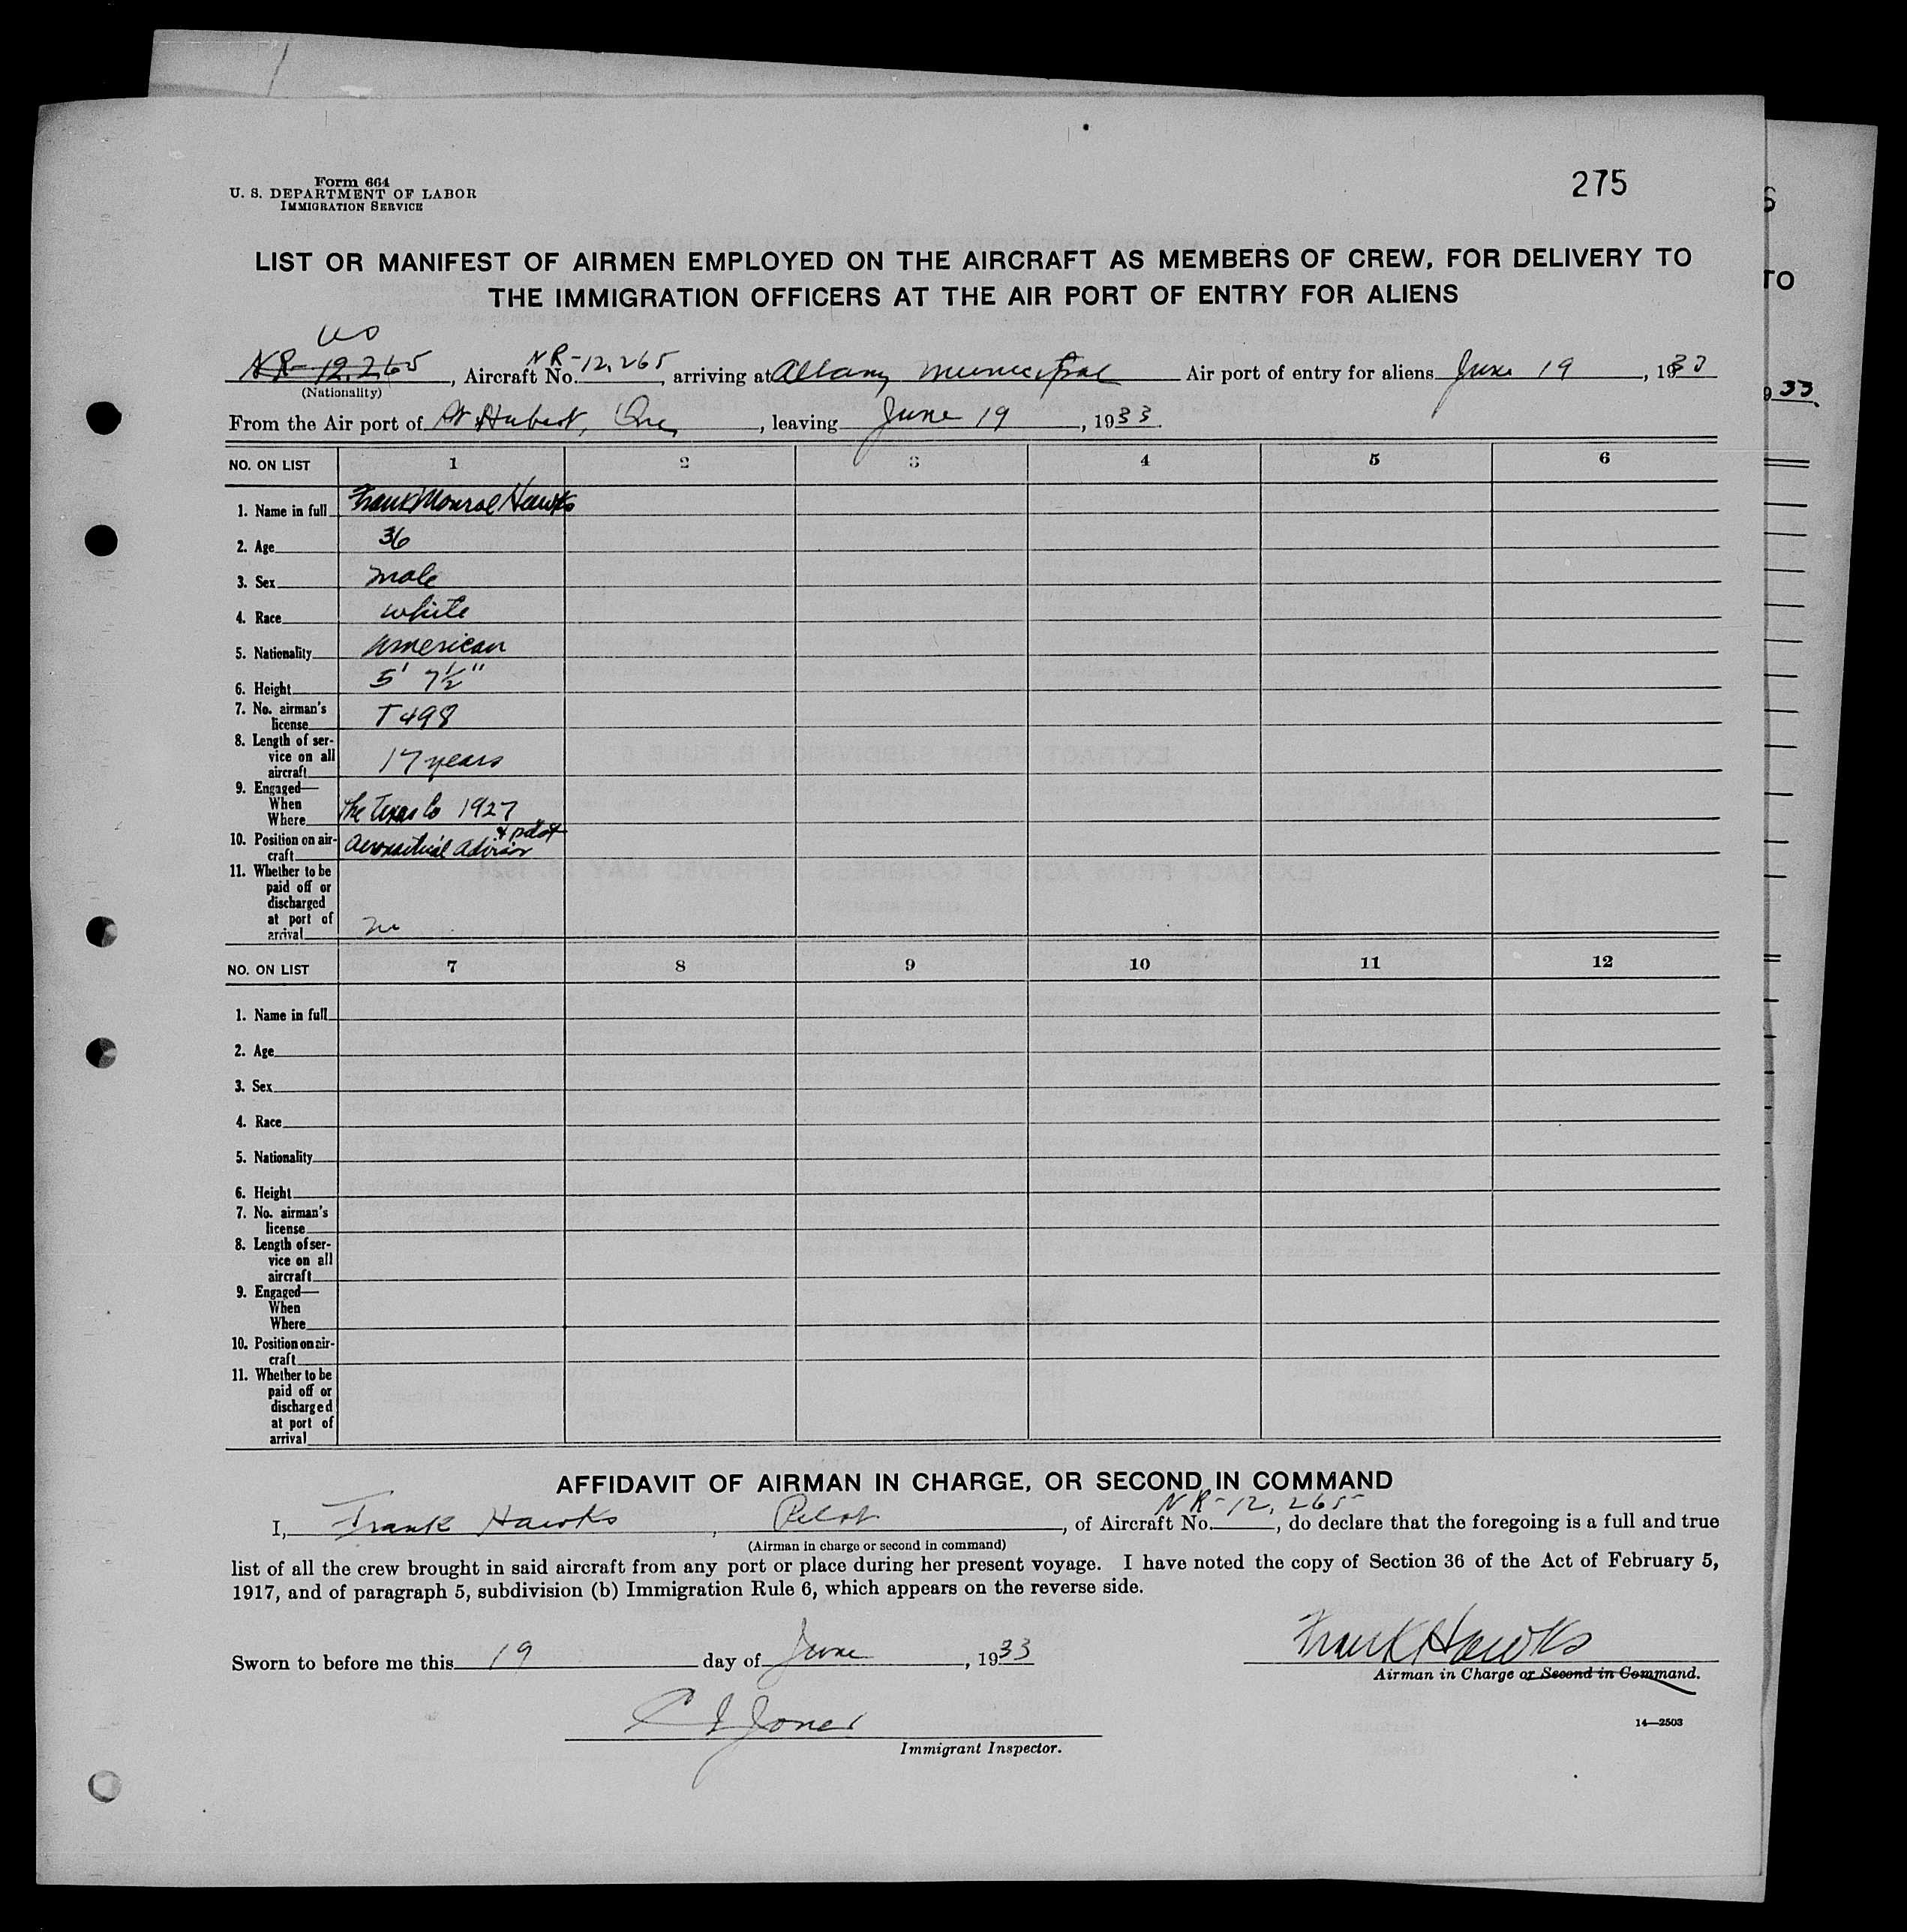 Form 664
U. S. DEPARTMENT OF LABOR
IMMIGRATION SERVICE
275
LIST OR MANIFEST OF AIRMEN EMPLOYED ON THE AIRCRAFT AS MEMBERS OF CREW, FOR DELIVERY TO
THE IMMIGRATION OFFICERS AT THE AIR PORT OF ENTRY FOR ALIENS
US
NR-12,265, Aircraft No. NR-12,265, arriving at Albany Municipal Air port of entry for aliens June 19, 1933
(Nationality)
From the Air port of St Hubert, Que, leaving June 19, 1933.
NO. ON LIST 1 2 3 4 5 6
1. Name in full Frank Monroe Hawks
2. Age 36
3. Sex male
4. Race white
5. Nationality American
6. Height 5' 7½"
7. No. airman's
license T498
8. Length of ser-
vice on all
aircraft 17 years
9. Engaged—
When
Where The Texas Co 1927
10. Position on air-
craft Aeronautical Advisor & pilot
11. Whether to be
paid off or
discharged
at port of
arrival no
NO. ON LIST 7 8 9 10 11 12
1. Name in full
2. Age
3. Sex
4. Race
5. Nationality
6. Height
7. No. airman's
license
8. Length of ser-
vice on all
aircraft
9. Engaged—
When
Where
10. Position on air-
craft
11. Whether to be
paid off or
discharged
at port of
arrival
AFFIDAVIT OF AIRMAN IN CHARGE, OR SECOND IN COMMAND
I, Frank Hawks, Pilot, of Aircraft No. NR-12,265, do declare that the foregoing is a full and true
(Airman in charge or second in command)
list of all the crew brought in said aircraft from any port or place during her present voyage. I have noted the copy of Section 36 of the Act of February 5,
1917, and of paragraph 5, subdivision (b) Immigration Rule 6, which appears on the reverse side.
Sworn to before me this 19 day of June, 1933
Frank Hawks
Airman in Charge or Second in Command.
C I Jones
Immigrant Inspector.
14—2503